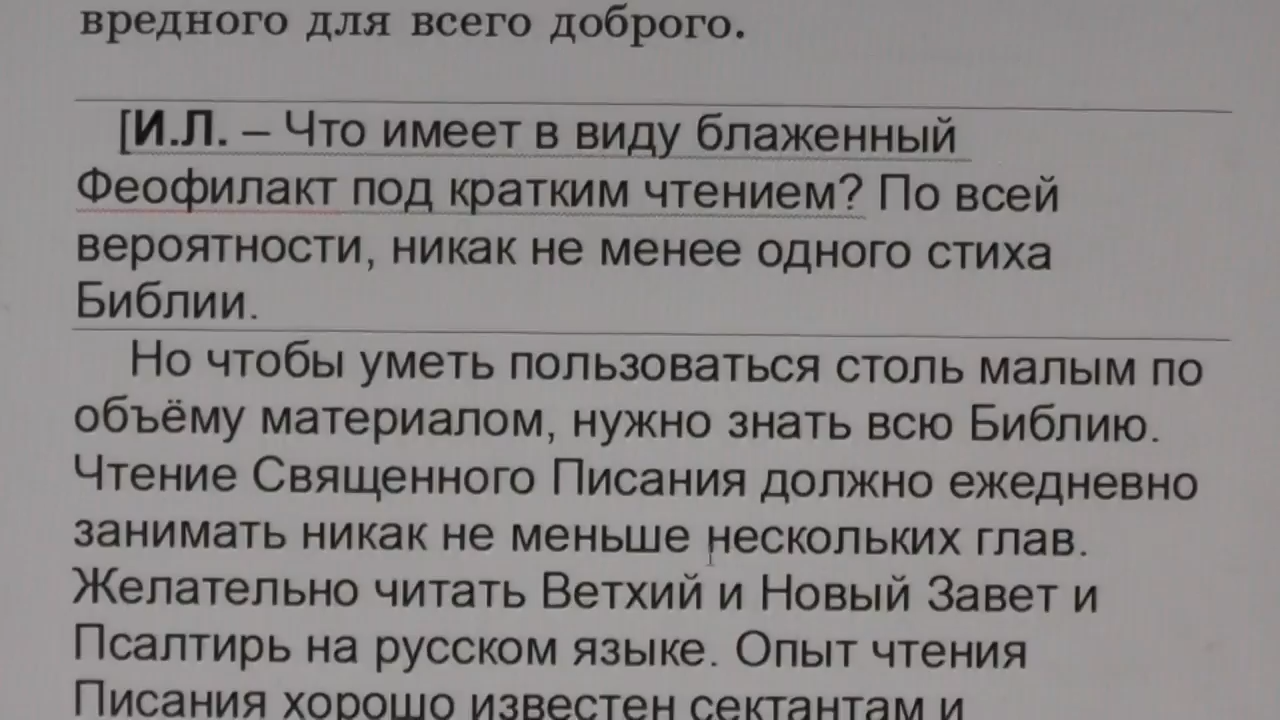 вредного для всего доброго.
[И.Л. – Что имеет в виду блаженный
Феофилакт под кратким чтением? По всей
вероятности, никак не менее одного стиха
Библии.
Но чтобы уметь пользоваться столь малым по
объёму материалом, нужно знать всю Библию.
Чтение Священного Писания должно ежедневно
занимать никак не меньше нескольких глав.
Желательно читать Ветхий и Новый Завет и
Псалтирь на русском языке. Опыт чтения
Писания хорошо известен сектантам и